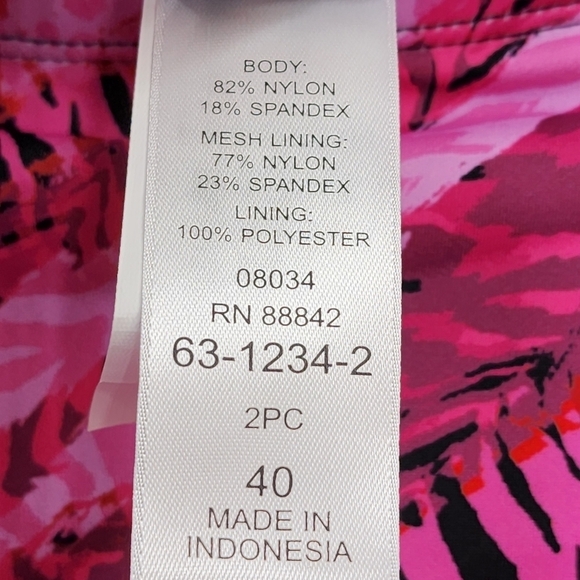 BODY:
82% NYLON
18% SPANDEX
MESH LINING:
77% NYLON
23% SPANDEX
LINING:
100% POLYESTER
08034
RN 88842
63-1234-2
2PC
40
MADE IN
INDONESIA